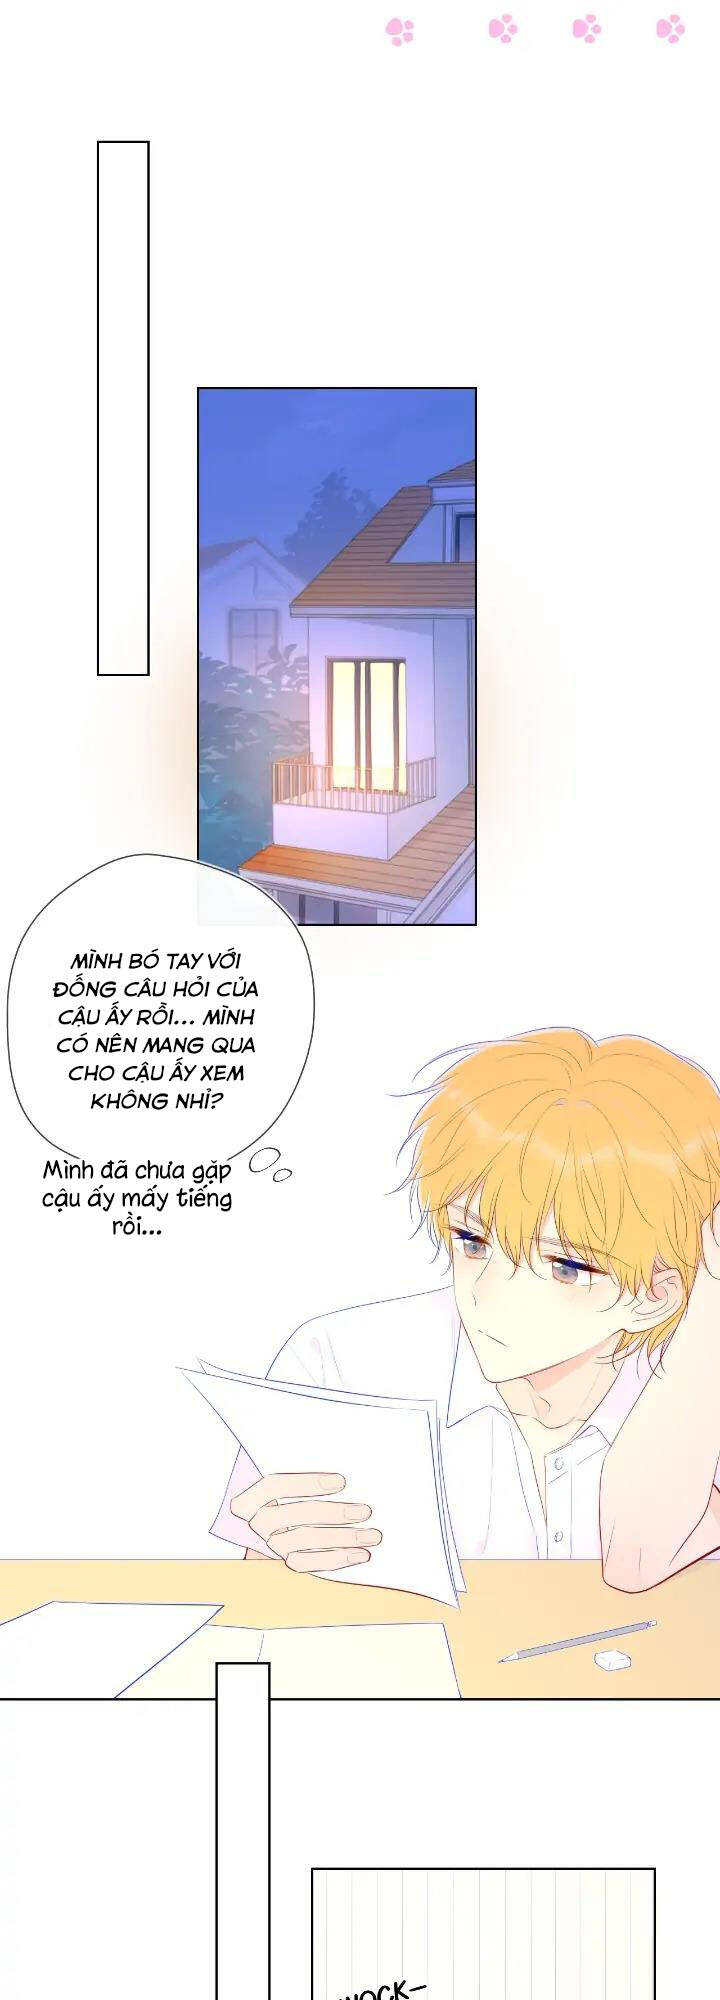 MÌNH BÓ TAY VỚI
ĐỐNG CÂU HỎI CỦA
CẬU ẤY RỒI... MÌNH
CÓ NÊN MANG QUA
CHO CẬU ẤY XEM
KHÔNG NHỈ?
Mình đã chưa gặp
cậu ấy mấy tiếng
rồi...